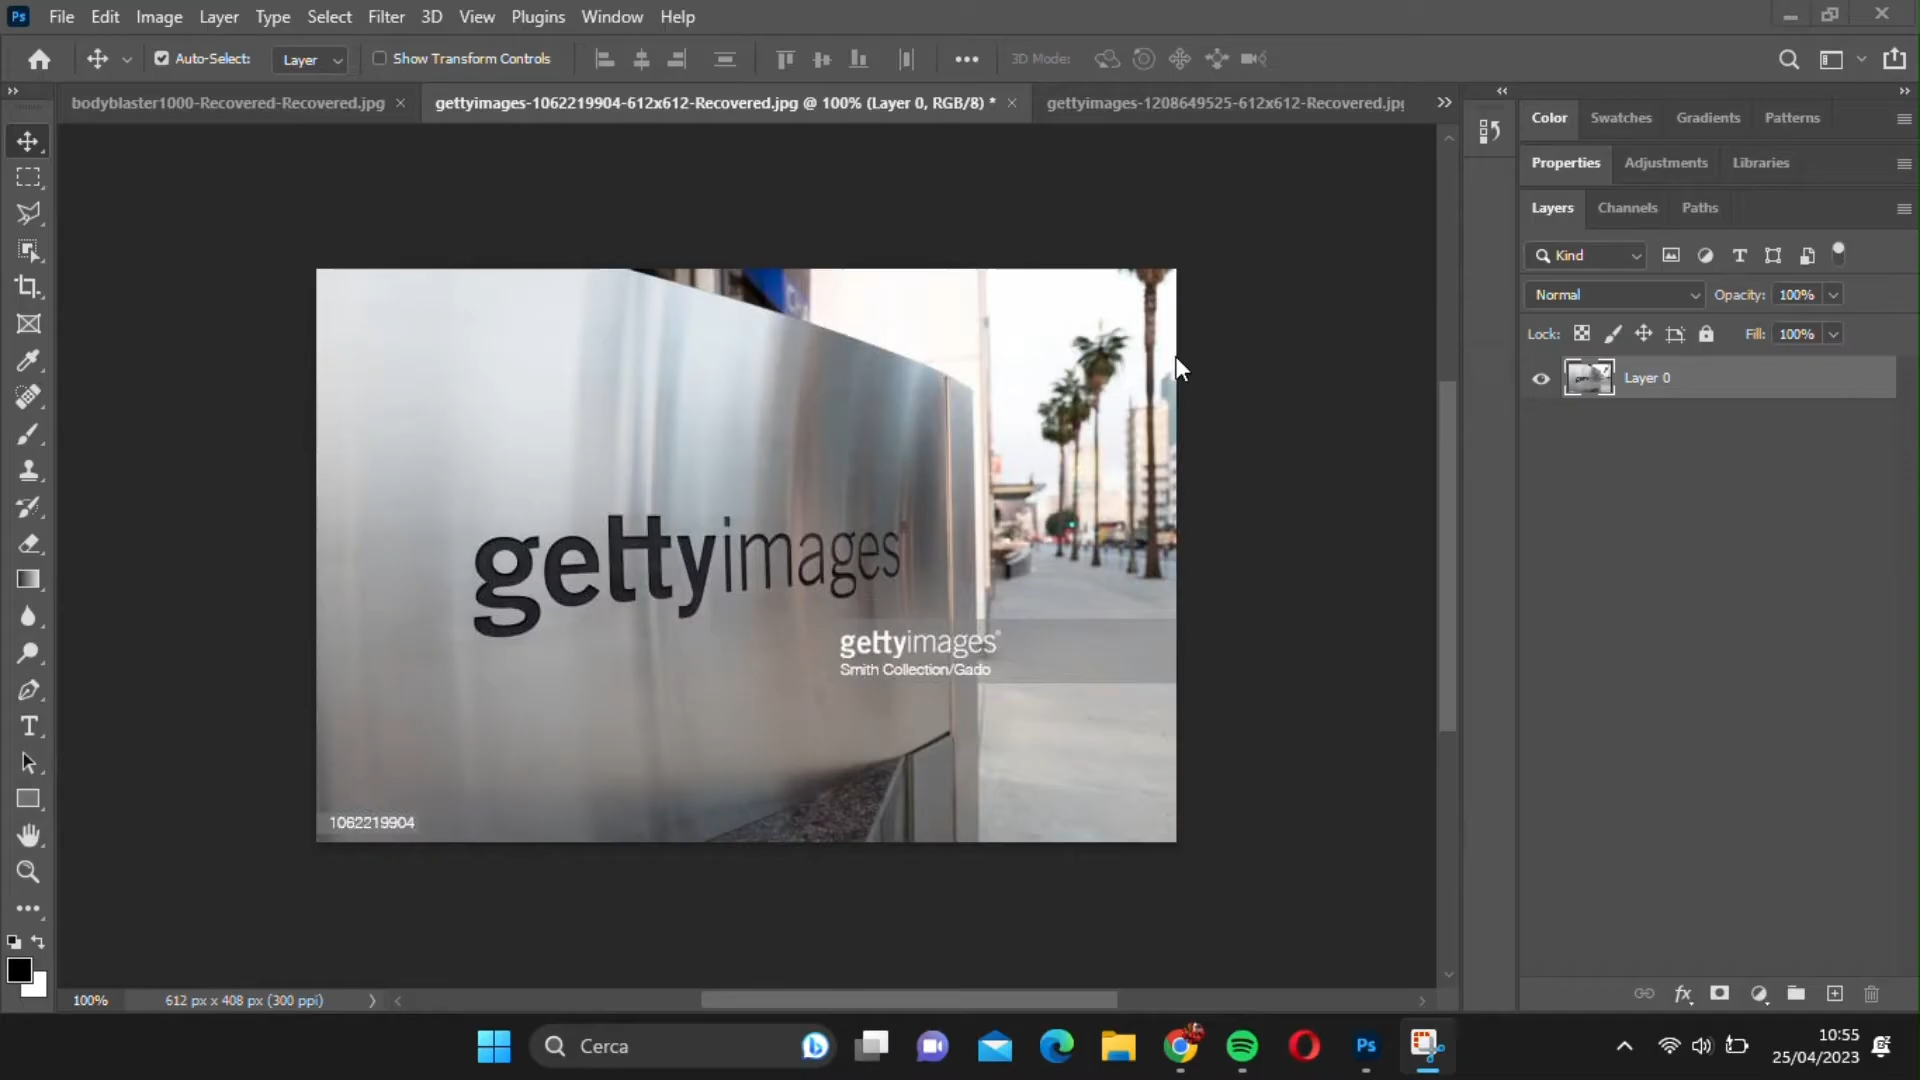 Ps File Edit Image Layer Type Select Filter 3D View Plugins Window Help
Auto-Select: Layer Show Transform Controls 3D Mode:
bodyblaster1000-Recovered-Recovered.jpg gettyimages-1062219904-612x612-Recovered.jpg @ 100% (Layer 0, RGB/8) * gettyimages-1208649525-612x612-Recovered.jpg
Color Swatches Gradients Patterns
Properties Adjustments Libraries
Layers Channels Paths
Kind
Normal Opacity: 100%
Lock: Fill: 100%
Layer 0
gettyimages
gettyimages®
Smith Collection/Gado
1062219904
100% 612 px x 408 px (300 ppi)
Cerca
Ps
10:55
25/04/2023